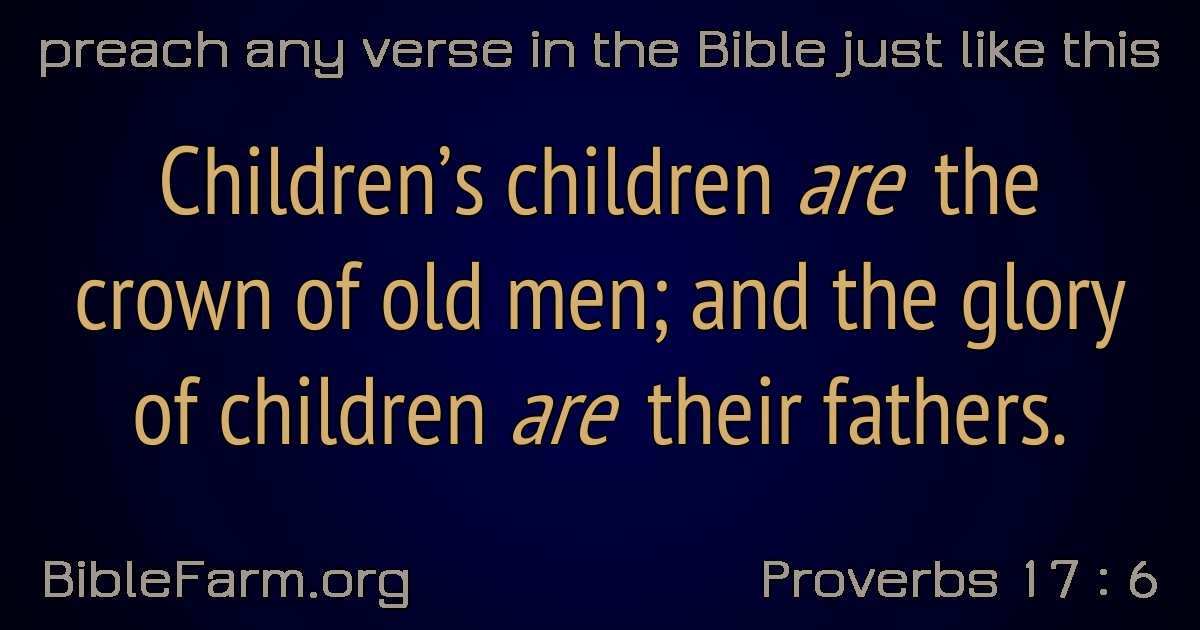 preach any verse in the Bible just like this
Children’s children are the
crown of old men; and the glory
of children are their fathers.
BibleFarm.org
Proverbs 17 : 6